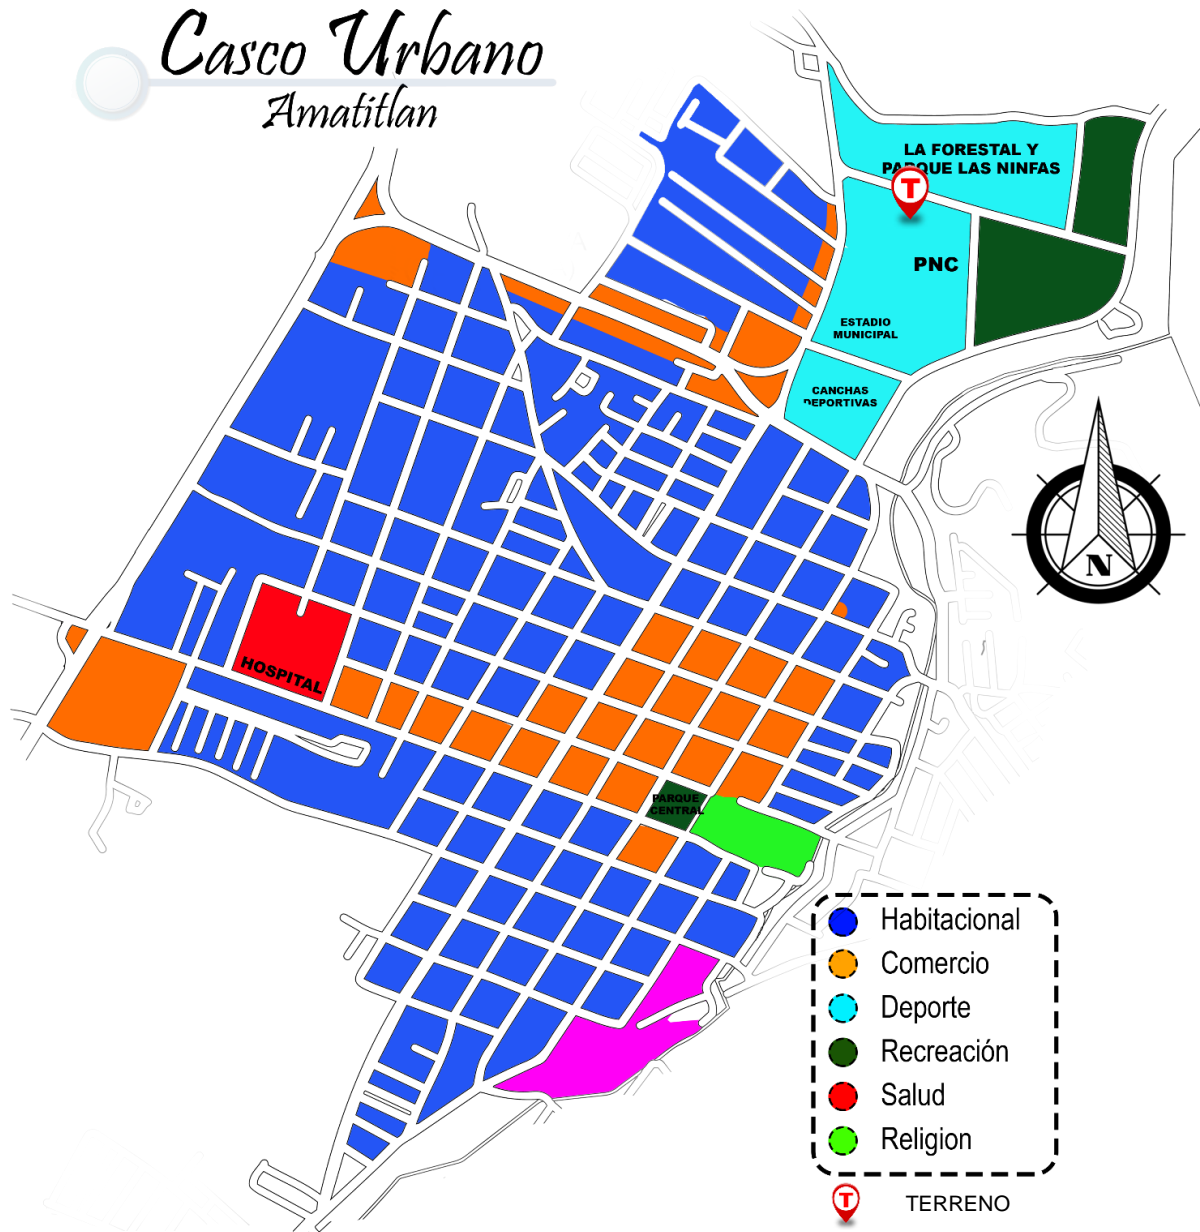 Casco Urbano
Amatitlan
LA FORESTAL Y
PARQUE LAS NINFAS
T
PNC
ESTADIO
MUNICIPAL
CANCHAS
DEPORTIVAS
N
HOSPITAL
PARQUE
CENTRAL
Habitacional
Comercio
Deporte
Recreación
Salud
Religion
T
TERRENO